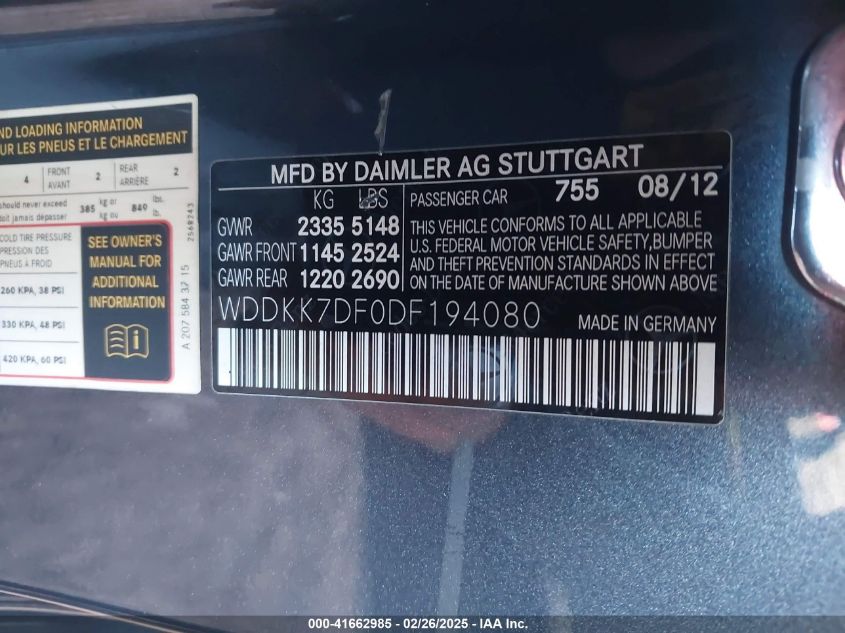 ND LOADING INFORMATION
UR LES PNEUS ET LE CHARGEMENT
4 FRONT AVANT 2 REAR ARRIÈRE 2
should never exceed 385 kg or 849 lbs.
doit jamais dépasser kg ou lb.
COLD TIRE PRESSURE
PRESSION DES
PNEUS A FROID
260 KPA, 38 PSI
330 KPA, 48 PSI
420 KPA, 60 PSI
SEE OWNER'S
MANUAL FOR
ADDITIONAL
INFORMATION
A 207 584 37 15
MFD BY DAIMLER AG STUTTGART
KG LBS
GVWR 2335 5148
GAWR FRONT 1145 2524
GAWR REAR 1220 2690
PASSENGER CAR 755 08/12
THIS VEHICLE CONFORMS TO ALL APPLICABLE
U.S. FEDERAL MOTOR VEHICLE SAFETY,BUMPER
AND THEFT PREVENTION STANDARDS IN EFFECT
ON THE DATE OF MANUFACTURE SHOWN ABOVE
WDDKK7DF0DF194080 MADE IN GERMANY
000-41662985 / 02/26/2025 - IAA Inc.